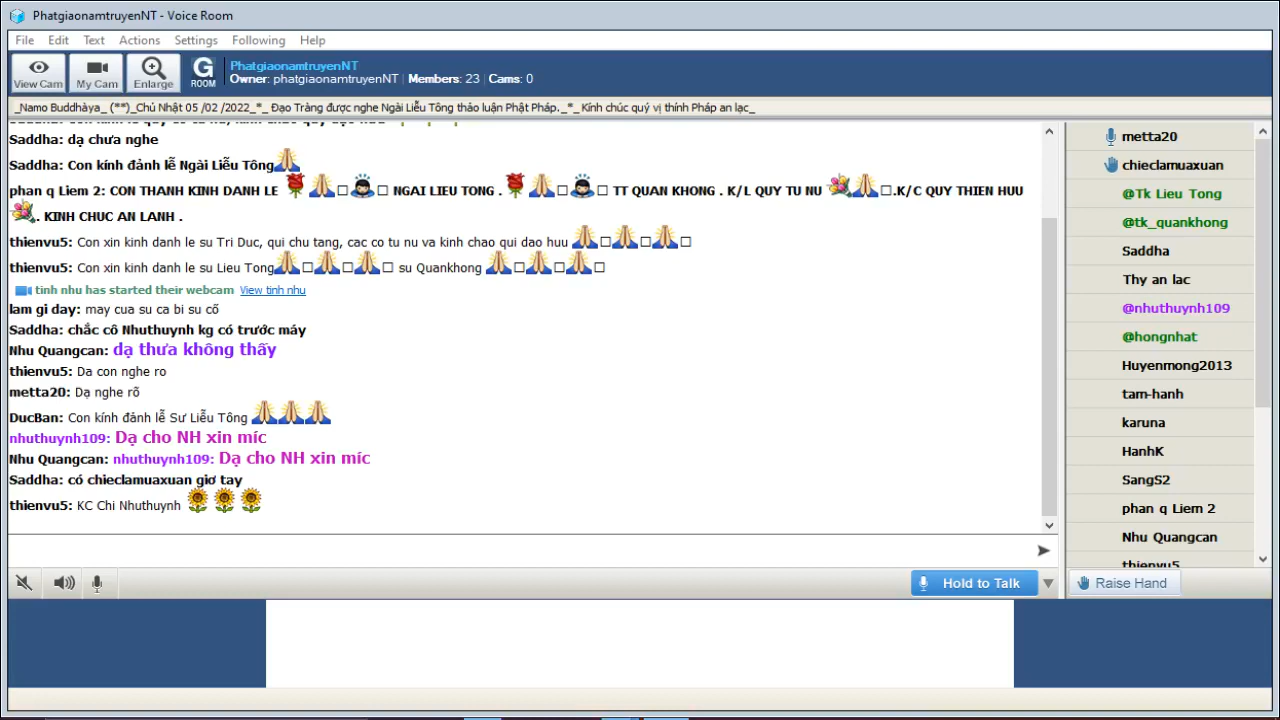 PhatgiaonamtruyenNT - Voice Room
File Edit Text Actions Settings Following Help
View Cam My Cam Enlarge G ROOM
PhatgiaonamtruyenNT
Owner: phatgiaonamtruyenNT Members: 23 Cams: 0
_Namo Buddhàya_ (**)_Chủ Nhật 05 /02 /2022_*_ Đạo Tràng được nghe Ngài Liễu Tông thảo luận Phật Pháp._*_ Kính chúc quý vị thính Pháp an lạc_
Saddha: dạ chưa nghe
Saddha: Con kính đảnh lễ Ngài Liễu Tông
phan q Liem 2: CON THANH KINH DANH LE NGAI LIEU TONG . TT QUAN KHONG . K/L QUY TU NU .K/C QUY THIEN HUU
. KINH CHUC AN LANH .
thienvu5: Con xin kinh danh le su Tri Duc, qui chu tang, cac co tu nu va kinh chao qui dao huu
thienvu5: Con xin kinh danh le su Lieu Tong su Quankhong
tinh nhu has started their webcam View tinh nhu
lam gi day: may cua su ca bi su cố
Saddha: chắc cô Nhuthuynh kg có trước máy
Nhu Quangcan: dạ thưa không thấy
thienvu5: Da con nghe ro
metta20: Dạ nghe rõ
DucBan: Con kính đảnh lễ Sư Liễu Tông
nhuthuynh109: Dạ cho NH xin míc
Nhu Quangcan: nhuthuynh109: Dạ cho NH xin míc
Saddha: có chieclamuaxuan giơ tay
thienvu5: KC Chi Nhuthuynh
metta20
chieclamuaxuan
@Tk Lieu Tong
@tk_quankhong
Saddha
Thy an lac
@nhuthuynh109
@hongnhat
Huyenmong2013
tam-hanh
karuna
HanhK
SangS2
phan q Liem 2
Nhu Quangcan
thienvu5
Hold to Talk
Raise Hand